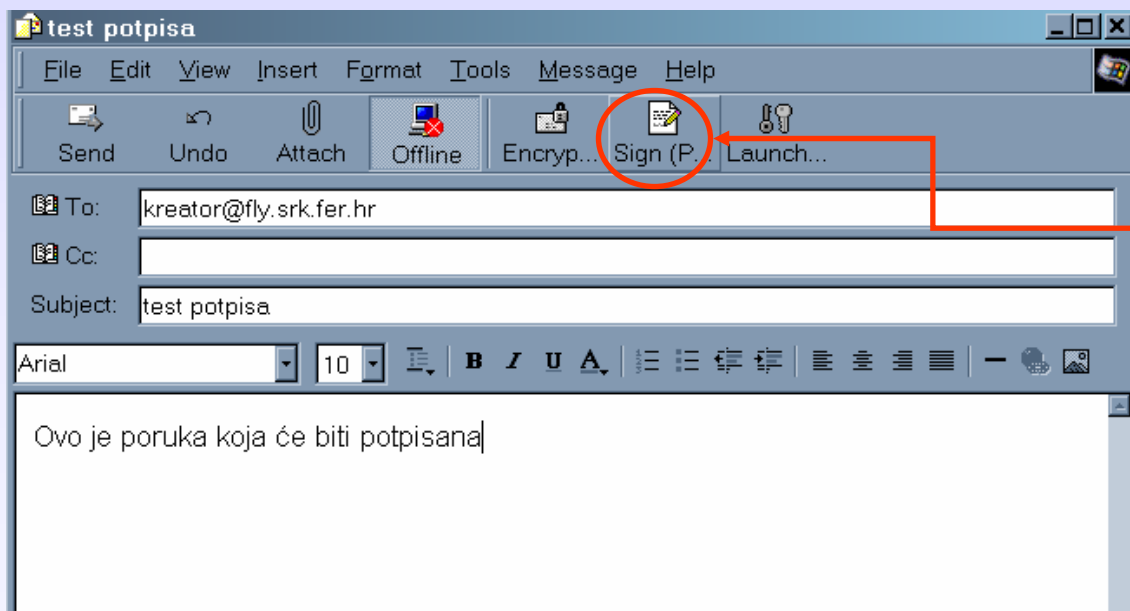 test potpisa
File Edit View Insert Format Tools Message Help
Send Undo Attach Offline Encryp... Sign (P... Launch...
To: kreator@fly.srk.fer.hr
Cc:
Subject: test potpisa
Arial 10 B I U A
Ovo je poruka koja će biti potpisana